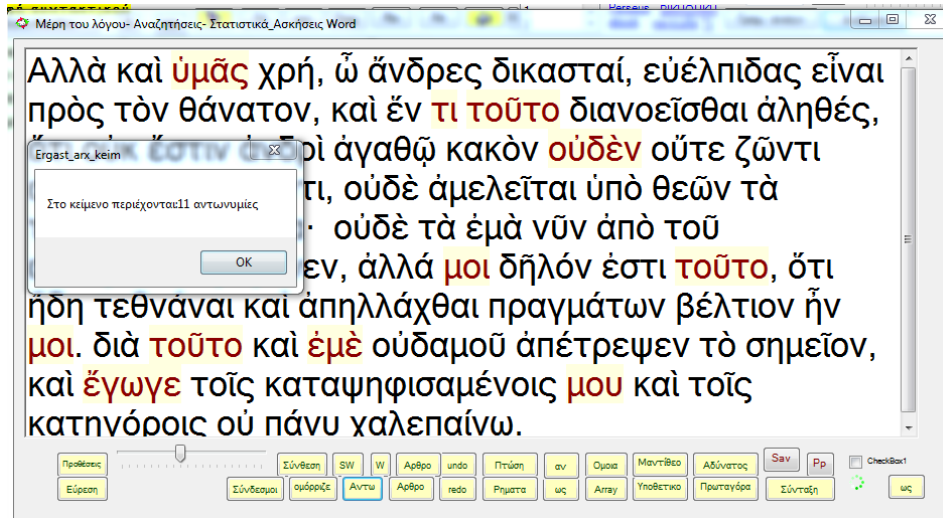 Μέρη του λόγου- Αναζητήσεις- Στατιστικά_Ασκήσεις Word
Αλλὰ καὶ ὑμᾶς χρή, ὦ ἄνδρες δικασταί, εὐέλπιδας εἶναι
πρὸς τὸν θάνατον, καὶ ἕν τι τοῦτο διανοεῖσθαι ἀληθές,
ἀγαθῷ κακὸν οὐδὲν οὔτε ζῶντι
τι, οὐδὲ ἀμελεῖται ὑπὸ θεῶν τὰ
· οὐδὲ τὰ ἐμὰ νῦν ἀπὸ τοῦ
εν, ἀλλά μοι δῆλόν ἐστι τοῦτο, ὅτι
ἤδη τεθνάναι καὶ ἀπηλλάχθαι πραγμάτων βέλτιον ἦν
μοι. διὰ τοῦτο καὶ ἐμὲ οὐδαμοῦ ἀπέτρεψεν τὸ σημεῖον,
καὶ ἔγωγε τοῖς καταψηφισαμένοις μου καὶ τοῖς
κατηγόροις οὐ πάνυ χαλεπαίνω.
Ergast_arx_keim
Στο κείμενο περιέχονται:11 αντωνυμίες
OK
Προθέσεις Σύνθεση SW W Αρθρο undo Πτώση αν Ομοια Μαντίθεο Αδύνατος Sav Pp CheckBox1
Εύρεση Σύνδεσμοι ομόρριζε Αντω Αρθρο redo Ρηματα ως Array Υποθετικο Πρωταγόρα Σύνταξη ως